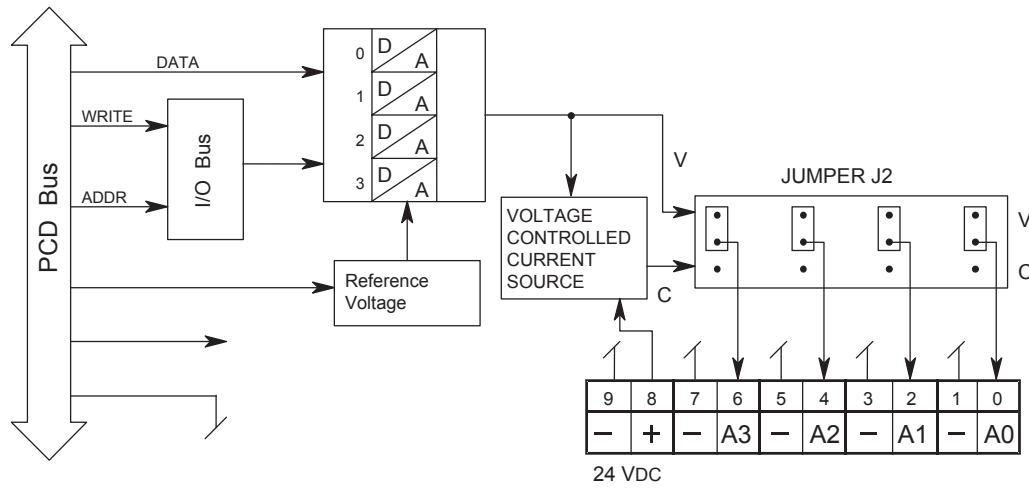 PCD Bus
DATA
WRITE
ADDR
I/O Bus
0 D A
1 D A
2 D A
3 D A
Reference
Voltage
VOLTAGE
CONTROLLED
CURRENT
SOURCE
V
C
JUMPER J2
V
C
9 8 7 6 5 4 3 2 1 0
– + – A3 – A2 – A1 – A0
24 VDC